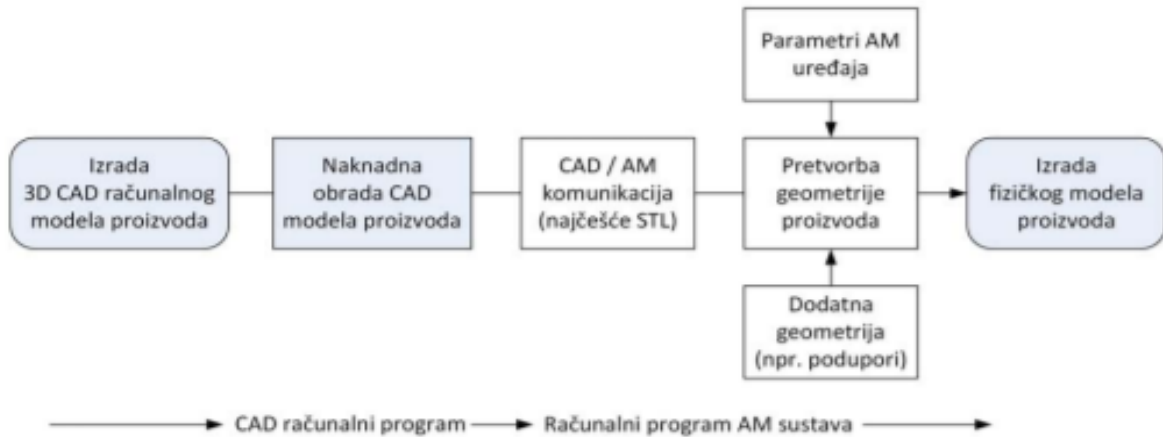 Parametri AM
uređaja
Izrada
3D CAD računalnog
modela proizvoda
Naknadna
obrada CAD
modela proizvoda
CAD / AM
komunikacija
(najčešće STL)
Pretvorba
geometrije
proizvoda
Izrada
fizičkog modela
proizvoda
Dodatna
geometrija
(npr. podupori)
CAD računalni program
Računalni program AM sustava